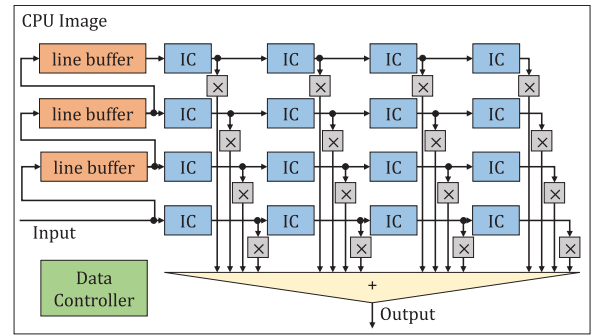 CPU Image
line buffer IC IC IC IC
× × × ×
line buffer IC IC IC IC
× × × ×
line buffer IC IC IC IC
× × × ×
IC IC IC IC
Input
× × × ×
Data
Controller
+
Output